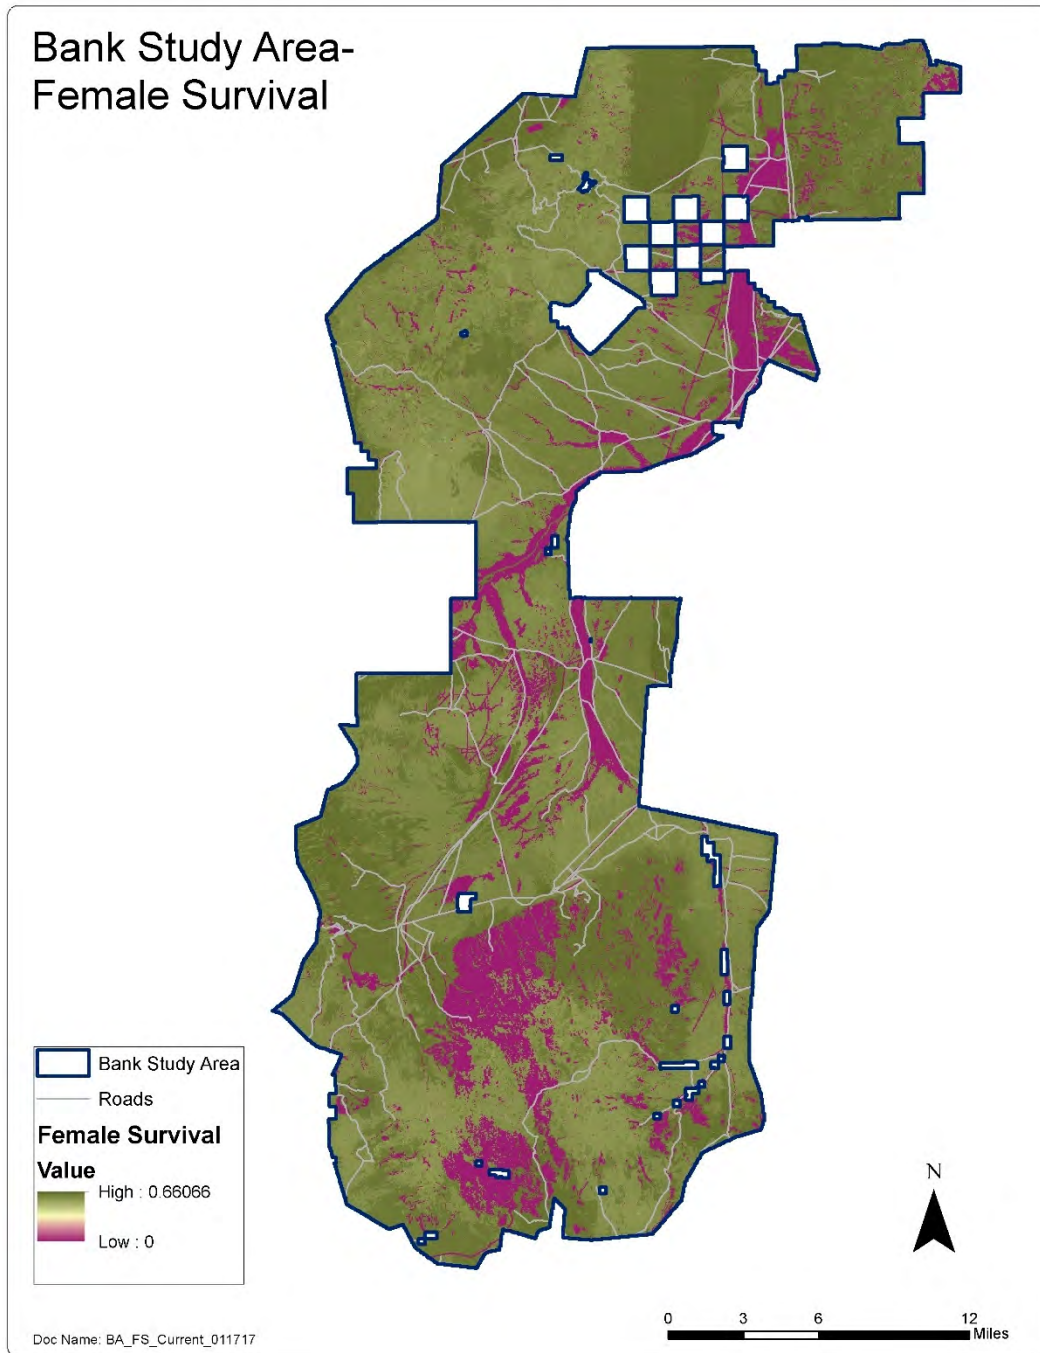 Bank Study Area-
Female Survival
Bank Study Area
Roads
Female Survival
Value
High : 0.66066
Low : 0
N
0 3 6 12
Miles
Doc Name: BA_FS_Current_011717